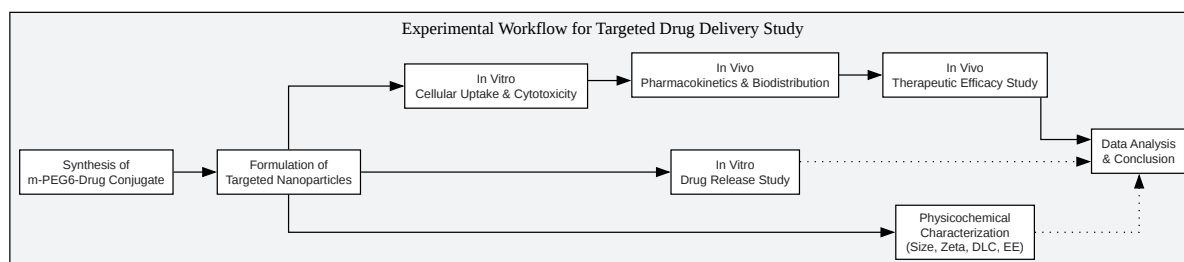 Experimental Workflow for Targeted Drug Delivery Study
In Vitro
Cellular Uptake & Cytotoxicity
In Vivo
Pharmacokinetics & Biodistribution
In Vivo
Therapeutic Efficacy Study
Synthesis of
m-PEG6-Drug Conjugate
Formulation of
Targeted Nanoparticles
In Vitro
Drug Release Study
Data Analysis
& Conclusion
Physicochemical
Characterization
(Size, Zeta, DLC, EE)